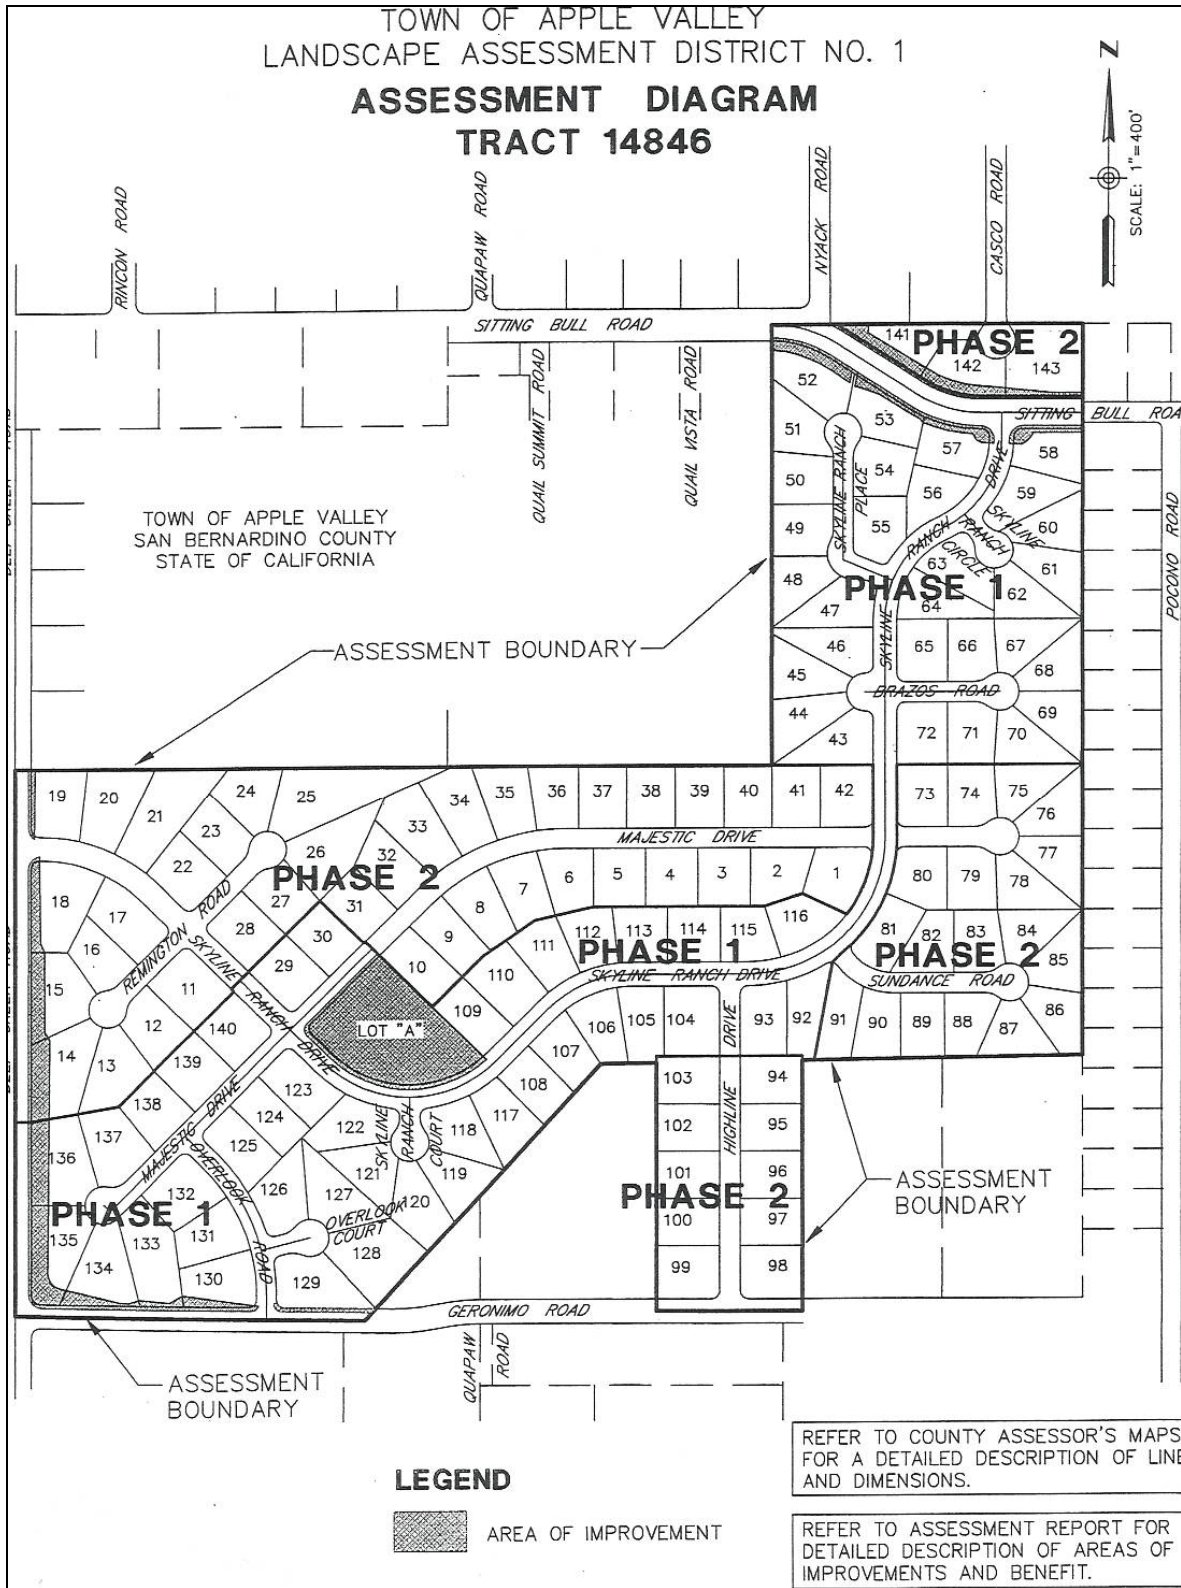 TOWN OF APPLE VALLEY
LANDSCAPE ASSESSMENT DISTRICT NO. 1
ASSESSMENT DIAGRAM
TRACT 14846
N
SCALE: 1"=400'
RINCON ROAD
QUAPAW ROAD
NYACK ROAD
CASCO ROAD
SITTING BULL ROAD
141
PHASE 2
142
143
QUAIL SUMMIT ROAD
QUAIL VISTA ROAD
SITTING BULL ROA
52
53
51
57
58
SKYLINE RANCH PLACE
50
54
56
59
49
55
60
SKYLINE RANCH CIRCLE
61
48
63
PHASE 1
62
47
64
SKYLINE RANCH DRIVE
POCONO ROAD
TOWN OF APPLE VALLEY
SAN BERNARDINO COUNTY
STATE OF CALIFORNIA
ASSESSMENT BOUNDARY
46
65
66
67
45
68
BRAZOS ROAD
44
69
43
72
71
70
19
20
21
24
25
34
35
36
37
38
39
40
41
42
73
74
75
76
23
33
MAJESTIC DRIVE
22
26
32
77
PHASE 2
18
17
REMINGTON ROAD
27
31
7
6
5
4
3
2
1
80
79
78
28
30
8
16
SKYLINE RANCH DRIVE
9
111
112
113
114
115
116
81
82
83
84
PHASE 1
PHASE 2
15
11
29
10
110
SKYLINE RANCH DRIVE
SUNDANCE ROAD
85
12
140
LOT "A"
109
106
105
104
HIGHLINE DRIVE
93
92
91
90
89
88
87
86
14
13
139
107
138
123
108
103
94
124
117
137
MAJESTIC DRIVE
122
SKYLINE RANCH COURT
118
102
95
136
125
121
119
101
96
OVERLOOK ROAD
126
127
120
PHASE 2
132
PHASE 1
OVERLOOK COURT
100
97
135
133
131
128
134
130
129
99
98
ASSESSMENT
BOUNDARY
GERONIMO ROAD
QUAPAW ROAD
ASSESSMENT
BOUNDARY
REFER TO COUNTY ASSESSOR'S MAPS
FOR A DETAILED DESCRIPTION OF LINE
AND DIMENSIONS.
LEGEND
AREA OF IMPROVEMENT
REFER TO ASSESSMENT REPORT FOR
DETAILED DESCRIPTION OF AREAS OF
IMPROVEMENTS AND BENEFIT.